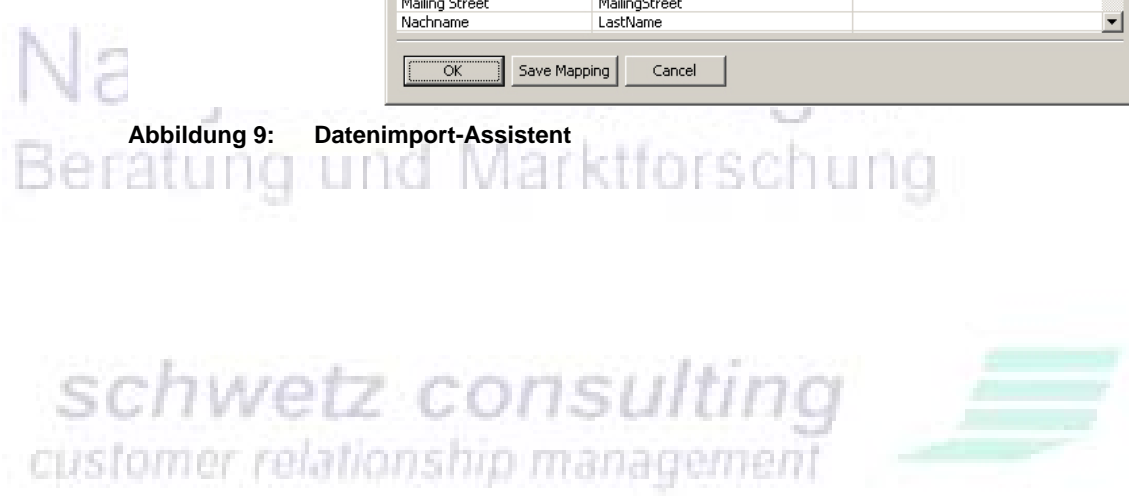 Mailing Street MailingStreet
Nachname LastName
OK Save Mapping Cancel
Abbildung 9: Datenimport-Assistent
Beratung und Marktforschung
schwetz consulting
customer relationship management